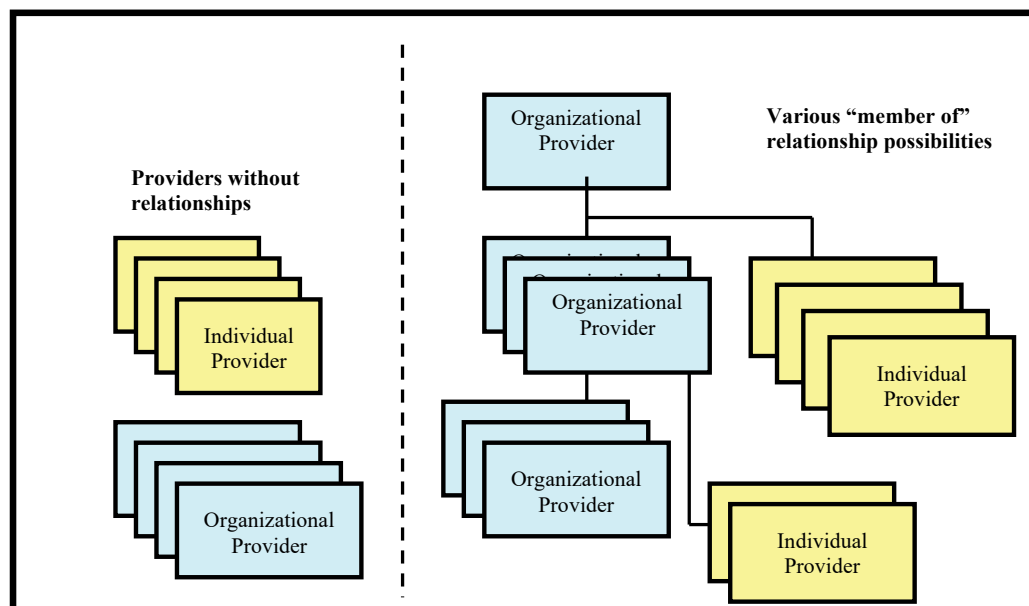 Providers without
relationships
Individual
Provider
Organizational
Provider
Organizational
Provider
Various “member of”
relationship possibilities
Organizational
Provider
Individual
Provider
Organizational
Provider
Individual
Provider